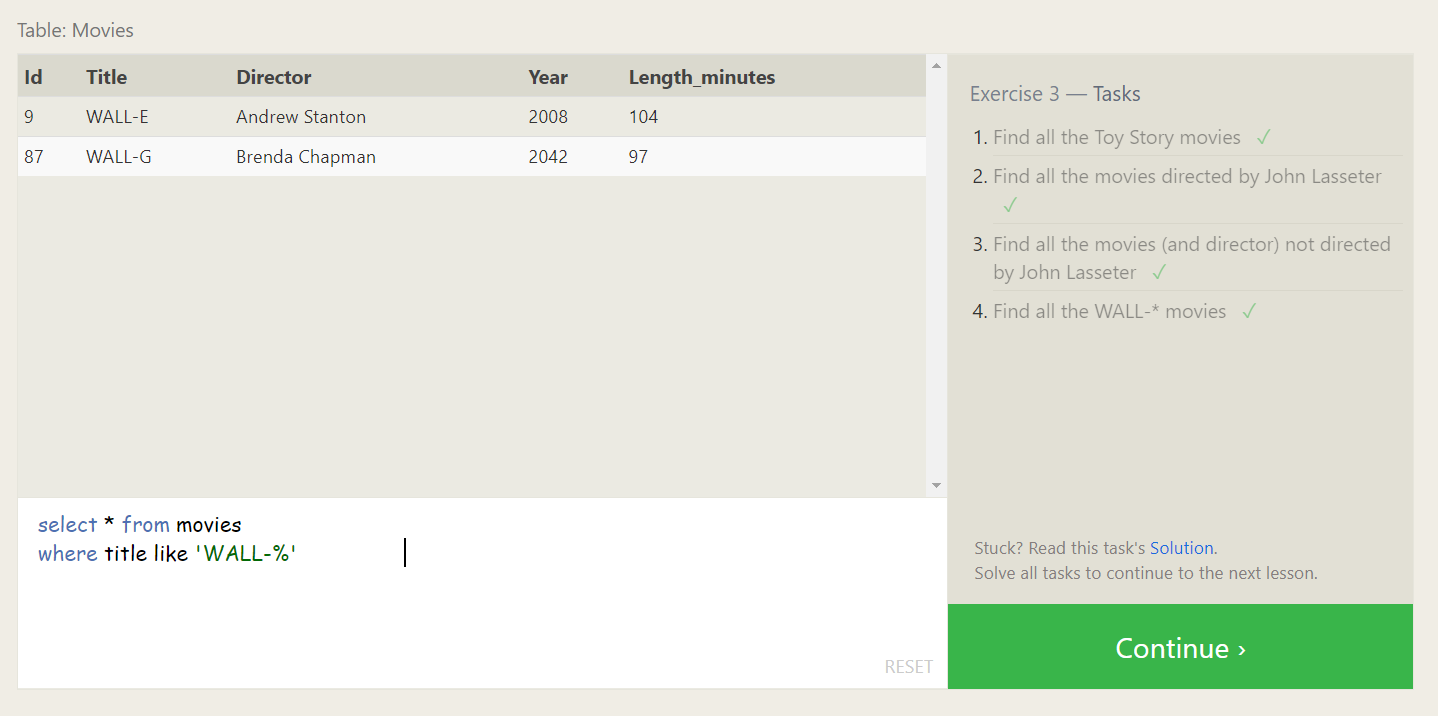 Table: Movies
Id Title Director Year Length_minutes
9 WALL-E Andrew Stanton 2008 104
87 WALL-G Brenda Chapman 2042 97
select * from movies
where title like 'WALL-%'
RESET
Exercise 3 — Tasks
1. Find all the Toy Story movies ✓
2. Find all the movies directed by John Lasseter
✓
3. Find all the movies (and director) not directed
by John Lasseter ✓
4. Find all the WALL-* movies ✓
Stuck? Read this task's Solution.
Solve all tasks to continue to the next lesson.
Continue ›